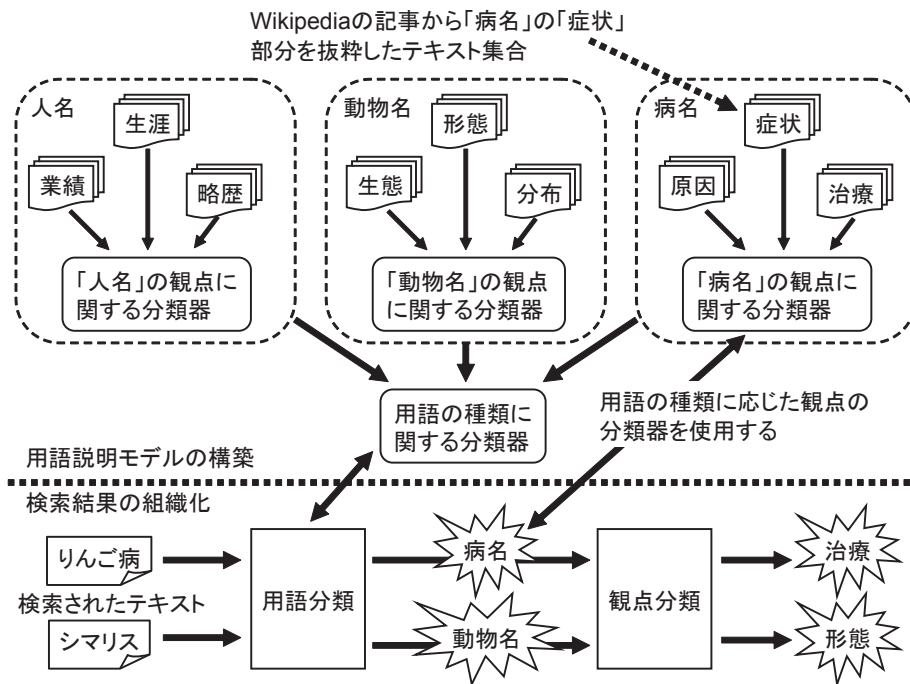 Wikipediaの記事から「病名」の「症状」
部分を抜粋したテキスト集合
人名
生涯
業績
略歴
「人名」の観点に
関する分類器
動物名
形態
生態
分布
「動物名」の観点
に関する分類器
病名
症状
原因
治療
「病名」の観点に
関する分類器
用語の種類に
関する分類器
用語の種類に応じた観点の
分類器を使用する
用語説明モデルの構築
検索結果の組織化
りんご病
検索されたテキスト
シマリス
用語分類
病名
動物名
観点分類
治療
形態